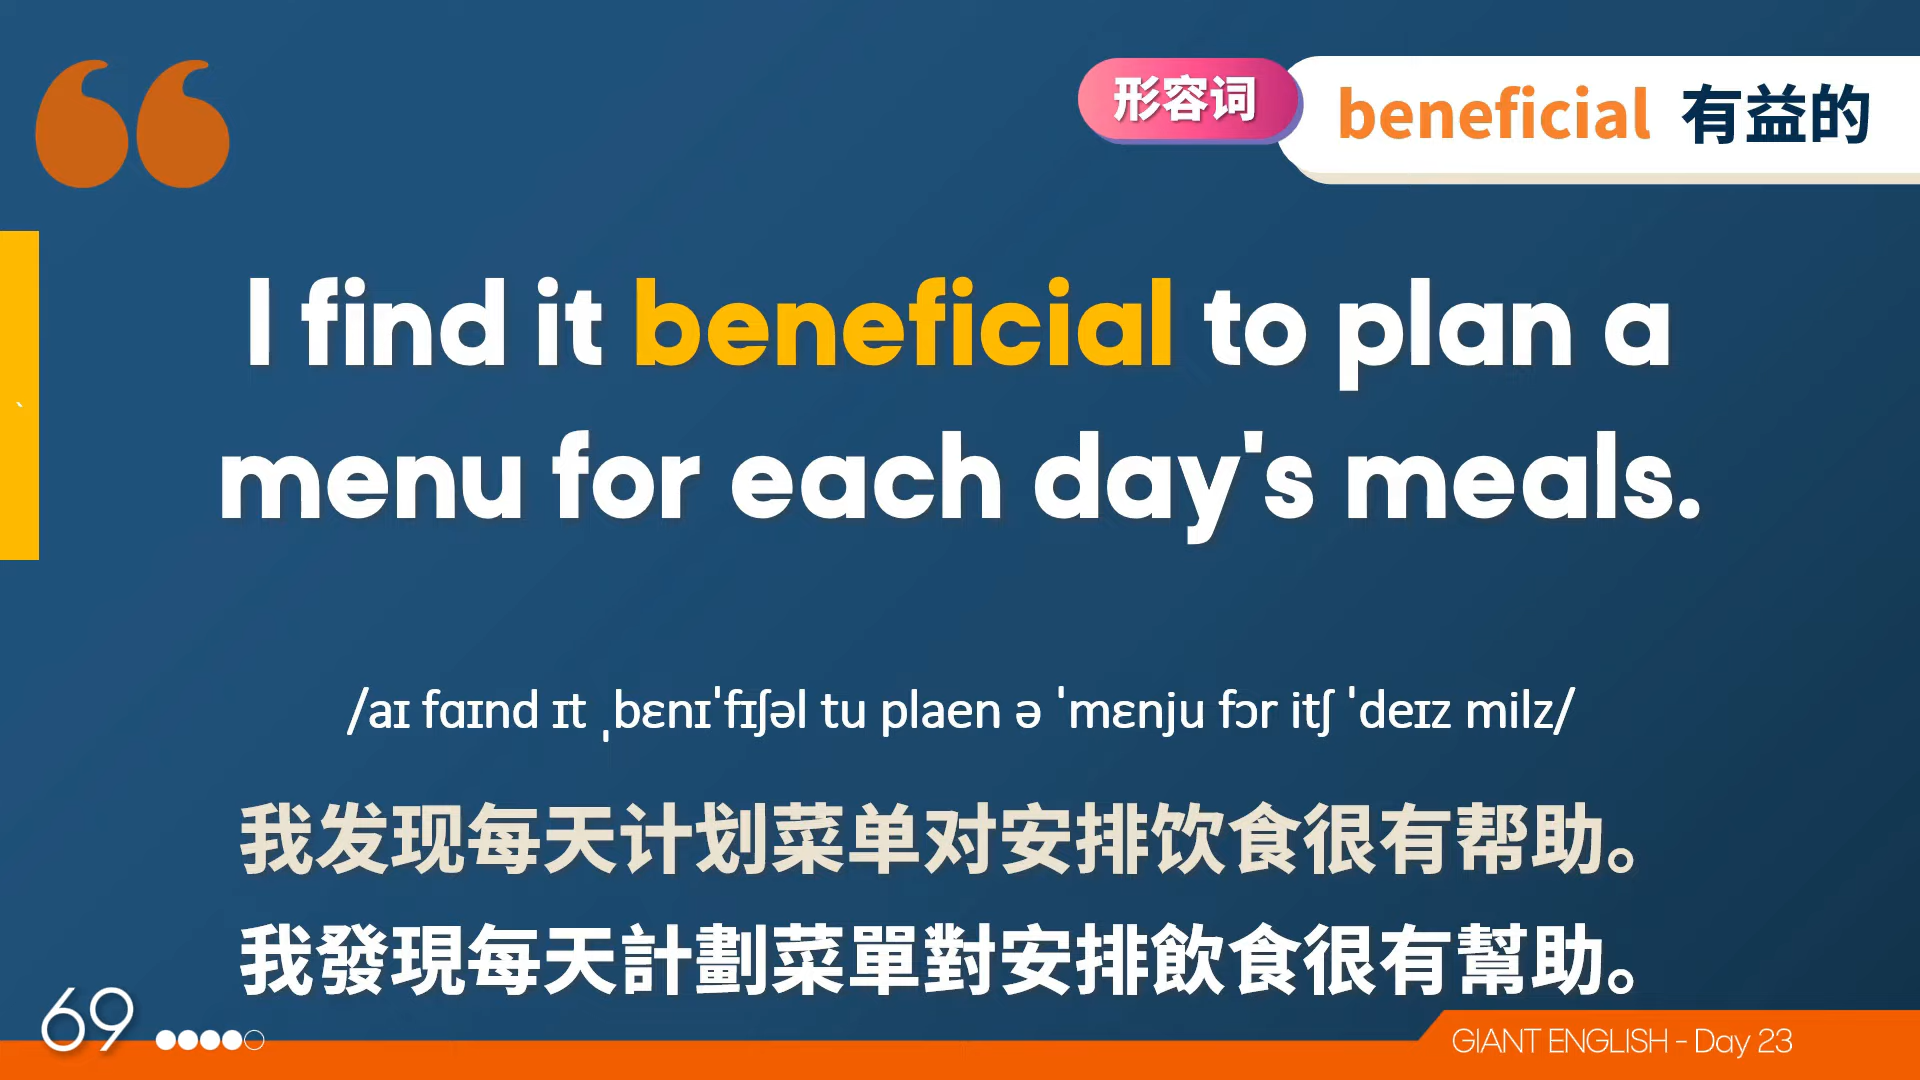 形容词
beneficial 有益的
I find it beneficial to plan a
menu for each day's meals.
/aɪ fɑɪnd ɪt ˌbɛnɪˈfɪʃəl tu plaen ə ˈmɛnju fɔr itʃ ˈdeɪz milz/
我发现每天计划菜单对安排饮食很有帮助。
我發現每天計劃菜單對安排飲食很有幫助。
69
GIANT ENGLISH - Day 23